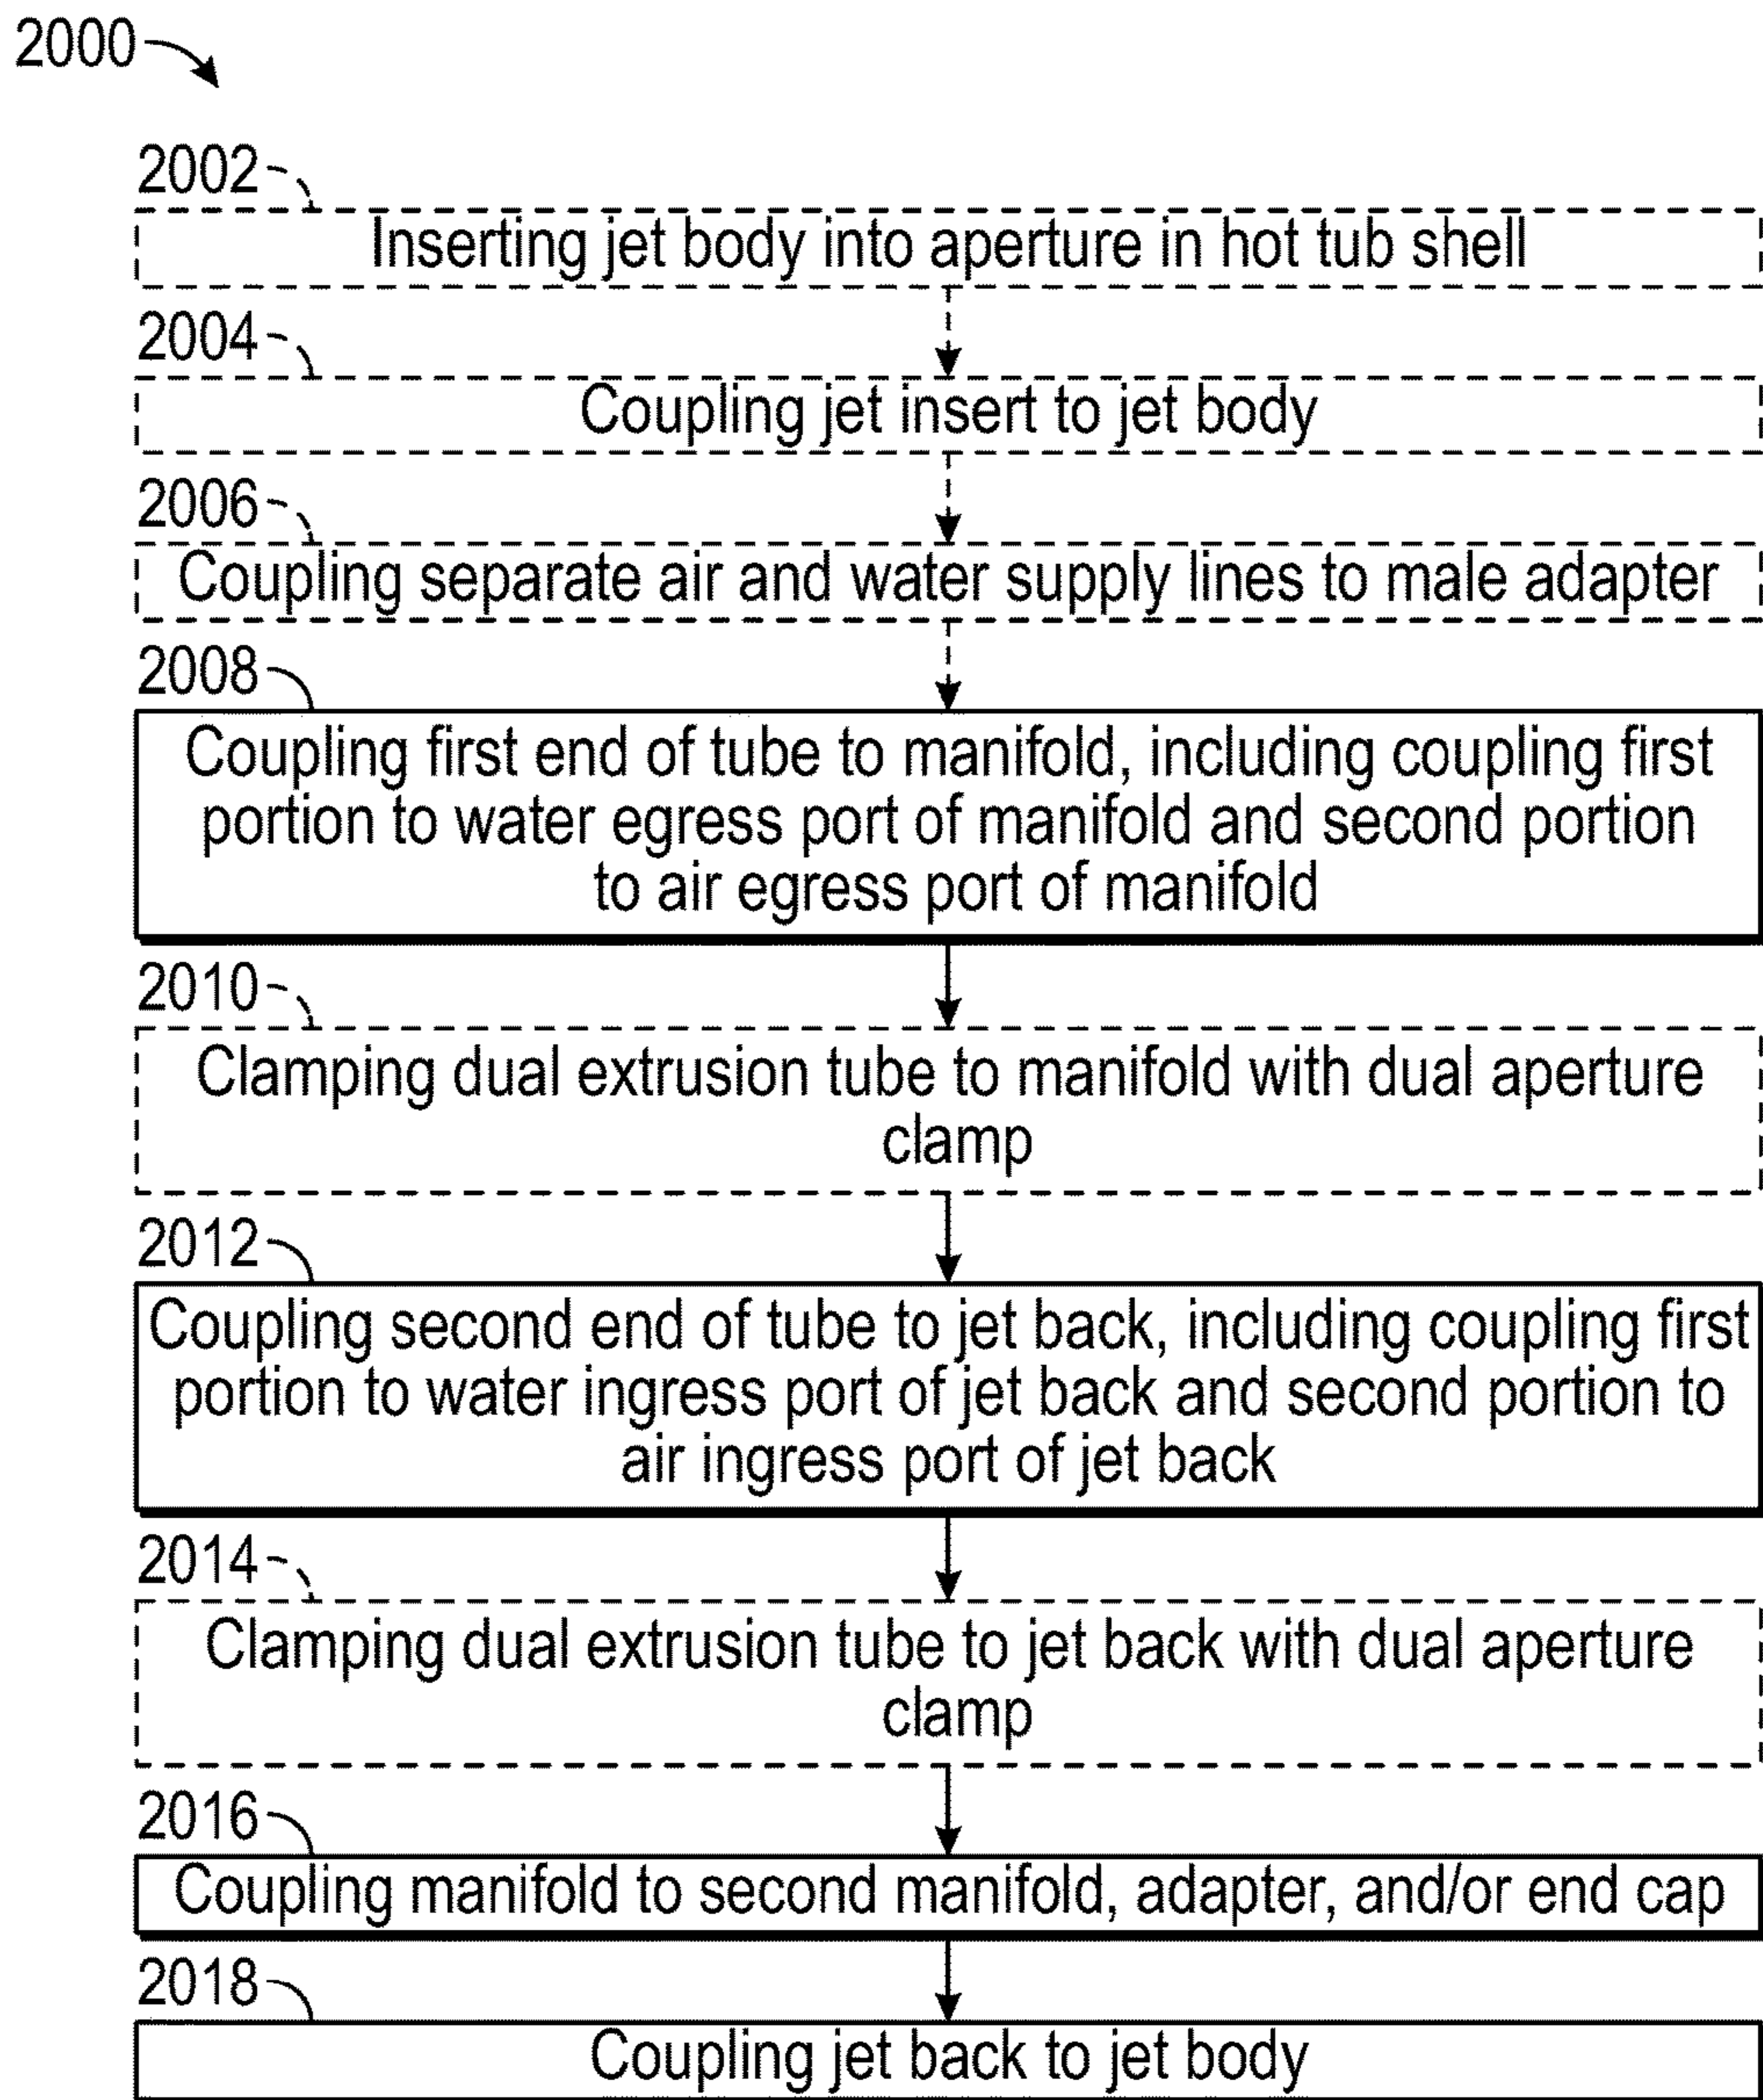 2000
2002
Inserting jet body into aperture in hot tub shell
2004
Coupling jet insert to jet body
2006
Coupling separate air and water supply lines to male adapter
2008
Coupling first end of tube to manifold, including coupling first
portion to water egress port of manifold and second portion
to air egress port of manifold
2010
Clamping dual extrusion tube to manifold with dual aperture
clamp
2012
Coupling second end of tube to jet back, including coupling first
portion to water ingress port of jet back and second portion to
air ingress port of jet back
2014
Clamping dual extrusion tube to jet back with dual aperture
clamp
2016
Coupling manifold to second manifold, adapter, and/or end cap
2018
Coupling jet back to jet body